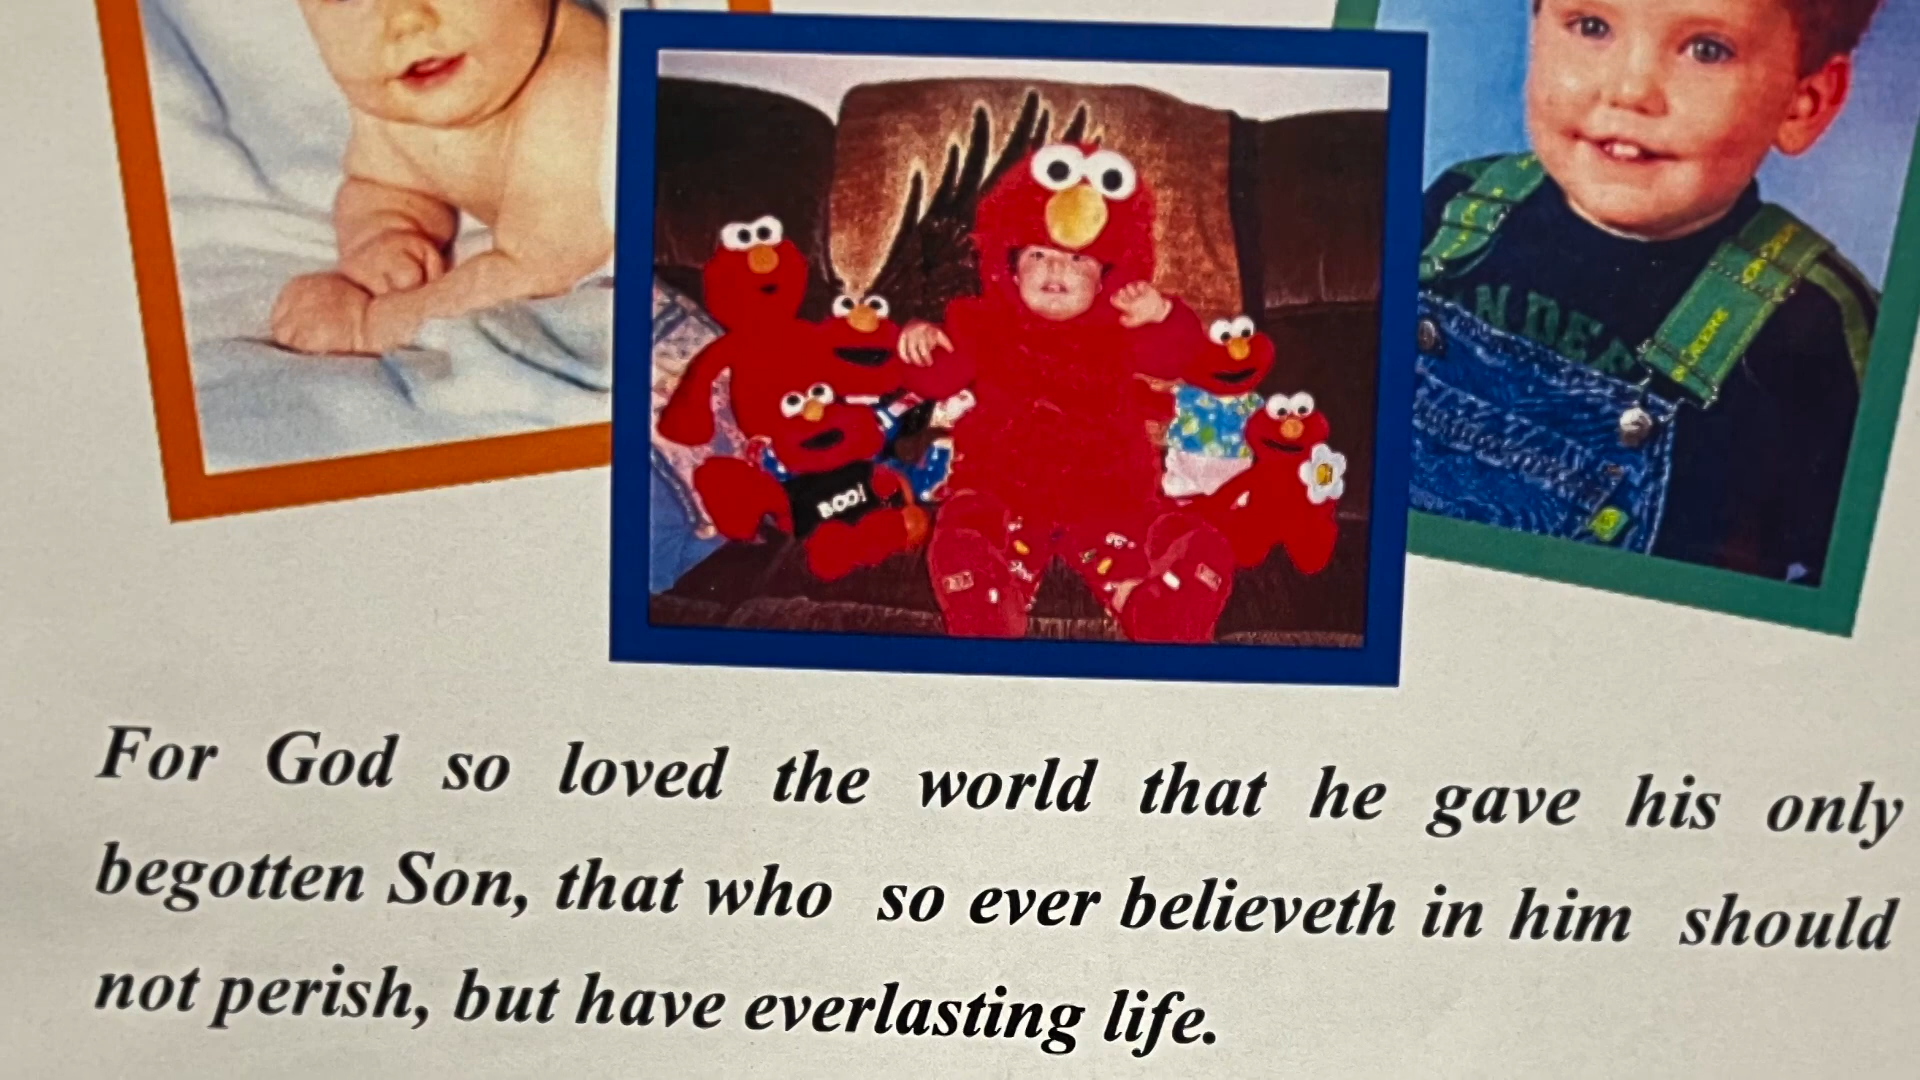 BOO!
For God so loved the world that he gave his only
begotten Son, that who so ever believeth in him should
not perish, but have everlasting life.